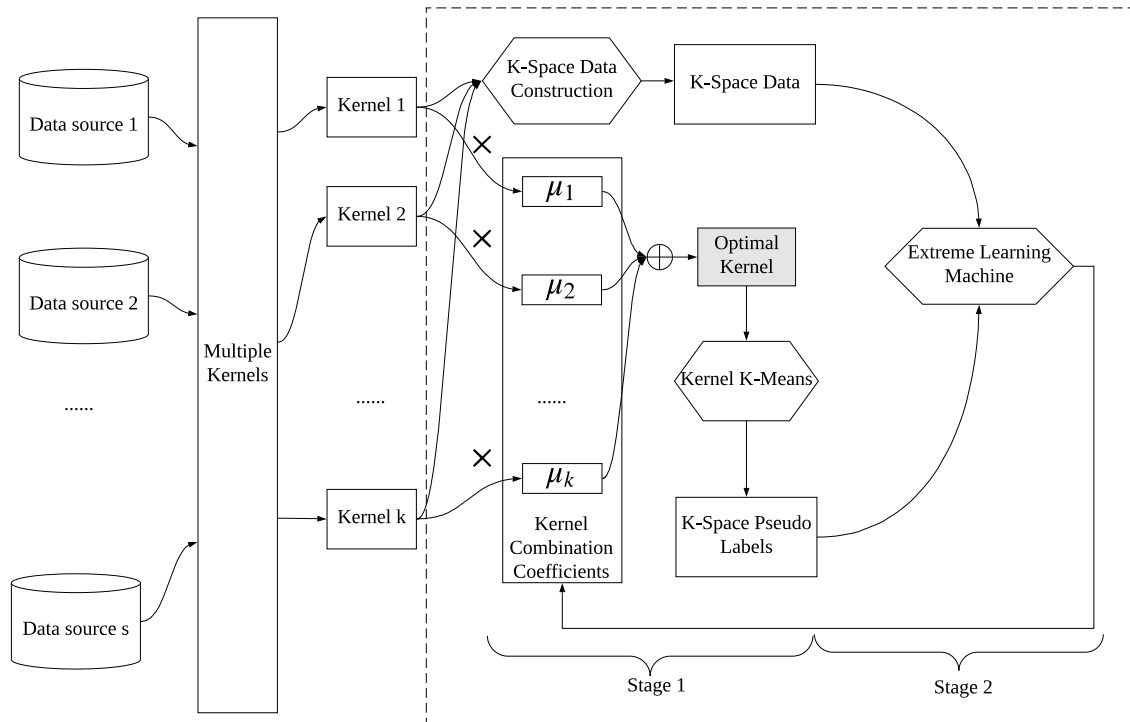 Data source 1
Data source 2
......
Data source s
Multiple
Kernels
Kernel 1
Kernel 2
......
Kernel k
K-Space Data
Construction
K-Space Data
×
μ1
×
μ2
......
×
μk
Kernel
Combination
Coefficients
Optimal
Kernel
Kernel K-Means
K-Space Pseudo
Labels
Extreme Learning
Machine
Stage 1
Stage 2